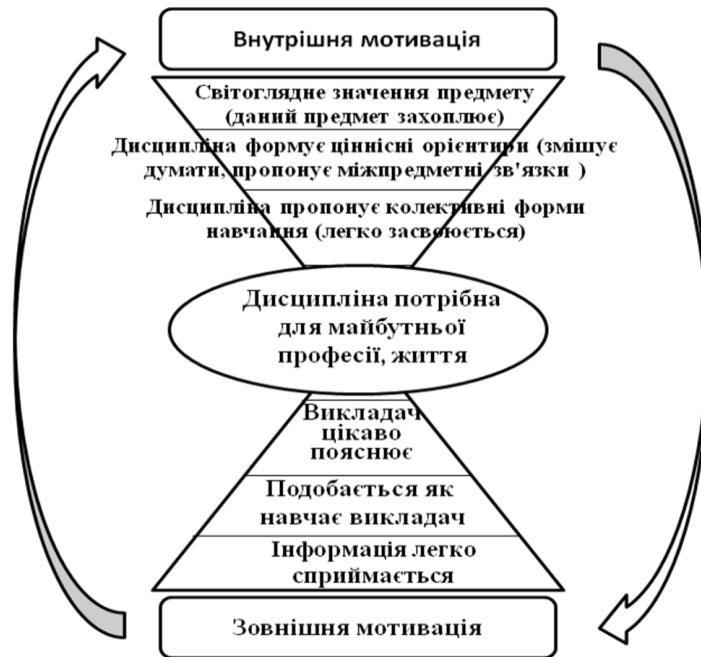 Внутрішня мотивація
Світоглядне значення предмету
(даний предмет захоплює)
Дисципліна формує ціннісні орієнтири (змішує
думати, пропонує міжпредметні зв'язки )
Дисципліна пропонує колективні форми
навчання (легко засвоюється)
Дисципліна потрібна
для майбутньої
професії, життя
Викладач
цікаво
пояснює
Подобається як
навчає викладач
Інформація легко
сприймається
Зовнішня мотивація